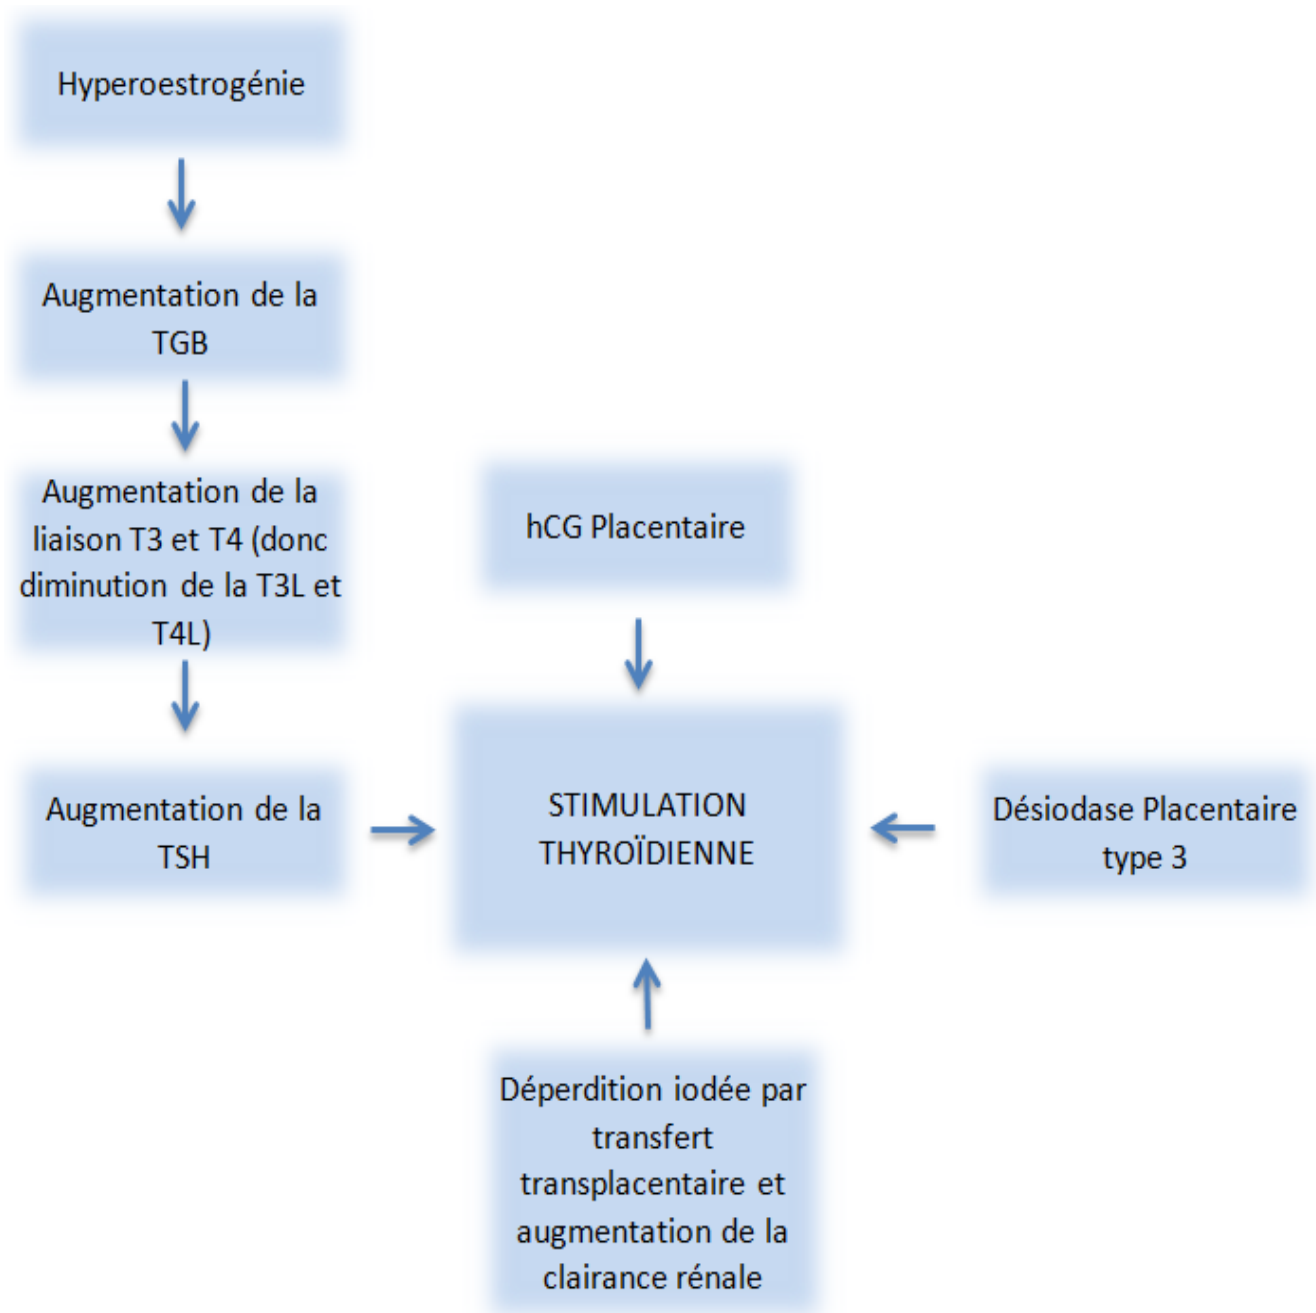 Hyperoestrogénie
Augmentation de la
TGB
Augmentation de la
liaison T3 et T4 (donc
diminution de la T3L et
T4L)
Augmentation de la
TSH
hCG Placentaire
STIMULATION
THYROÏDIENNE
Désiodase Placentaire
type 3
Déperdition iodée par
transfert
transplacentaire et
augmentation de la
clairance rénale